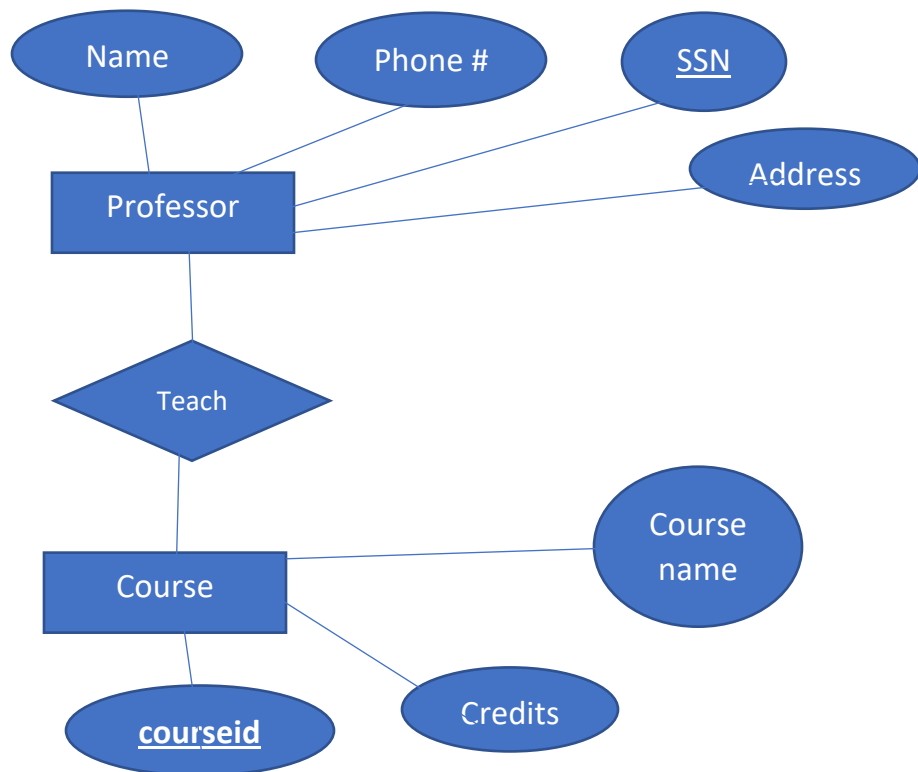 Name
Phone #
SSN
Address
Professor
Teach
Course
name
Course
Credits
courseid